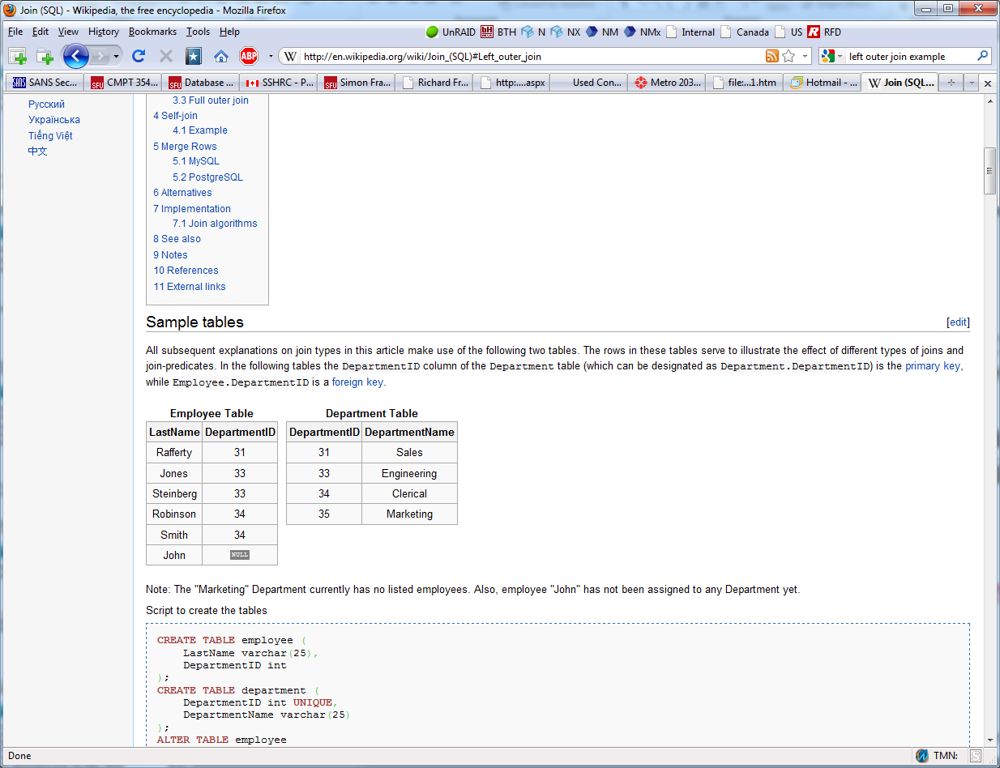 Join (SQL) - Wikipedia, the free encyclopedia - Mozilla Firefox
File Edit View History Bookmarks Tools Help UnRAID BTH N NX NM NMx Internal Canada US RFD
ABP W http://en.wikipedia.org/wiki/Join_(SQL)#Left_outer_join left outer join example
SANS Sec... CMPT 354... Database ... SSHRC - P... Simon Fra... Richard Fr... http:....aspx Used Con... Metro 203... file:...1.htm Hotmail - ... Join (SQL...
Русский
Українська
Tiếng Việt
中文
3.3 Full outer join
4 Self-join
4.1 Example
5 Merge Rows
5.1 MySQL
5.2 PostgreSQL
6 Alternatives
7 Implementation
7.1 Join algorithms
8 See also
9 Notes
10 References
11 External links
Sample tables [edit]
All subsequent explanations on join types in this article make use of the following two tables. The rows in these tables serve to illustrate the effect of different types of joins and
join-predicates. In the following tables the DepartmentID column of the Department table (which can be designated as Department.DepartmentID) is the primary key,
while Employee.DepartmentID is a foreign key.
Employee Table
LastName DepartmentID
Rafferty 31
Jones 33
Steinberg 33
Robinson 34
Smith 34
John NULL
Department Table
DepartmentID DepartmentName
31 Sales
33 Engineering
34 Clerical
35 Marketing
Note: The "Marketing" Department currently has no listed employees. Also, employee "John" has not been assigned to any Department yet.
Script to create the tables
CREATE TABLE employee (
LastName varchar(25),
DepartmentID int
);
CREATE TABLE department (
DepartmentID int UNIQUE,
DepartmentName varchar(25)
);
ALTER TABLE employee
Done TMN: